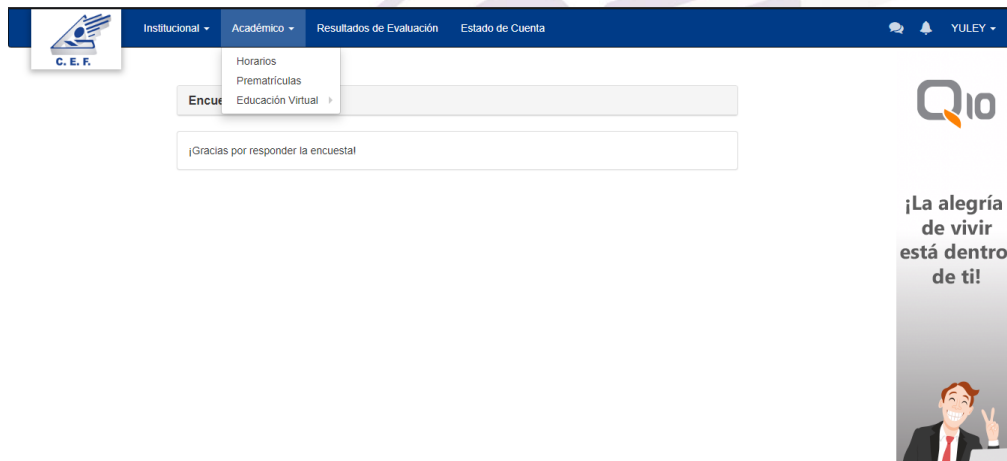 Institucional Académico Resultados de Evaluación Estado de Cuenta YULEY
C. E. F.
Horarios
Prematrículas
Educación Virtual
Encue
¡Gracias por responder la encuesta!
Q10
¡La alegría
de vivir
está dentro
de ti!